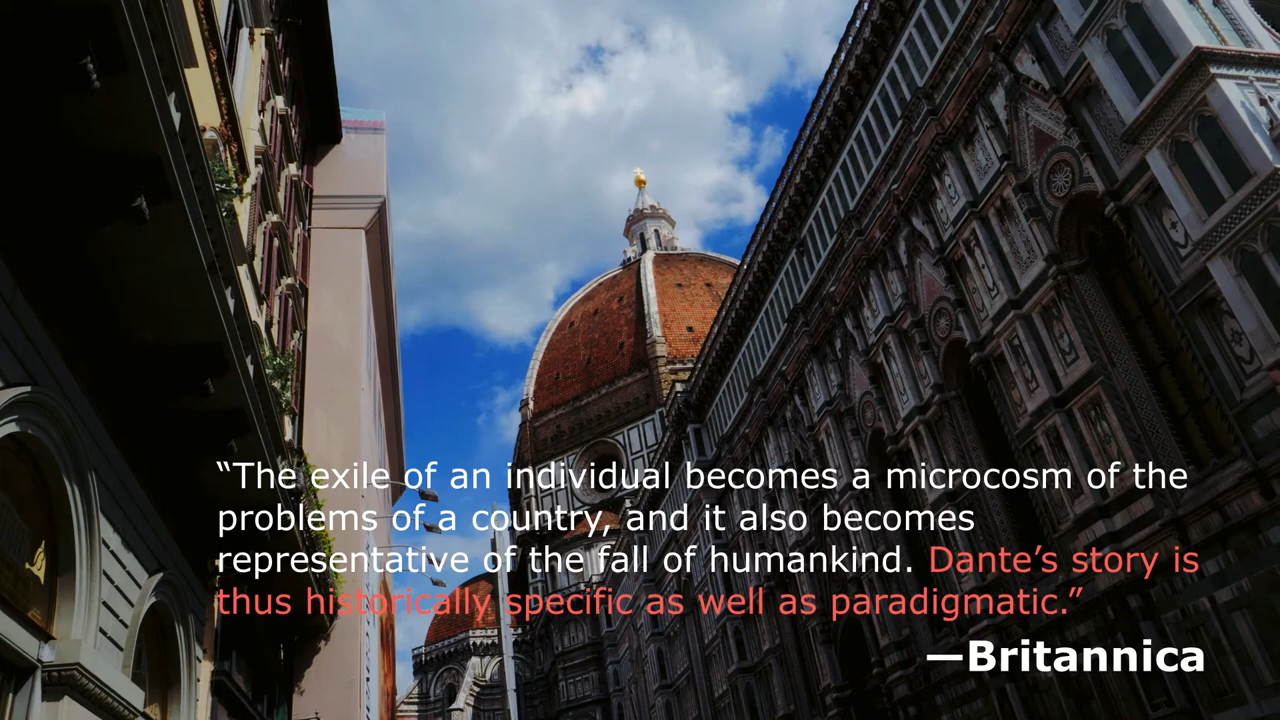 “The exile of an individual becomes a microcosm of the
problems of a country, and it also becomes
representative of the fall of humankind. Dante’s story is
thus historically specific as well as paradigmatic.”
—Britannica